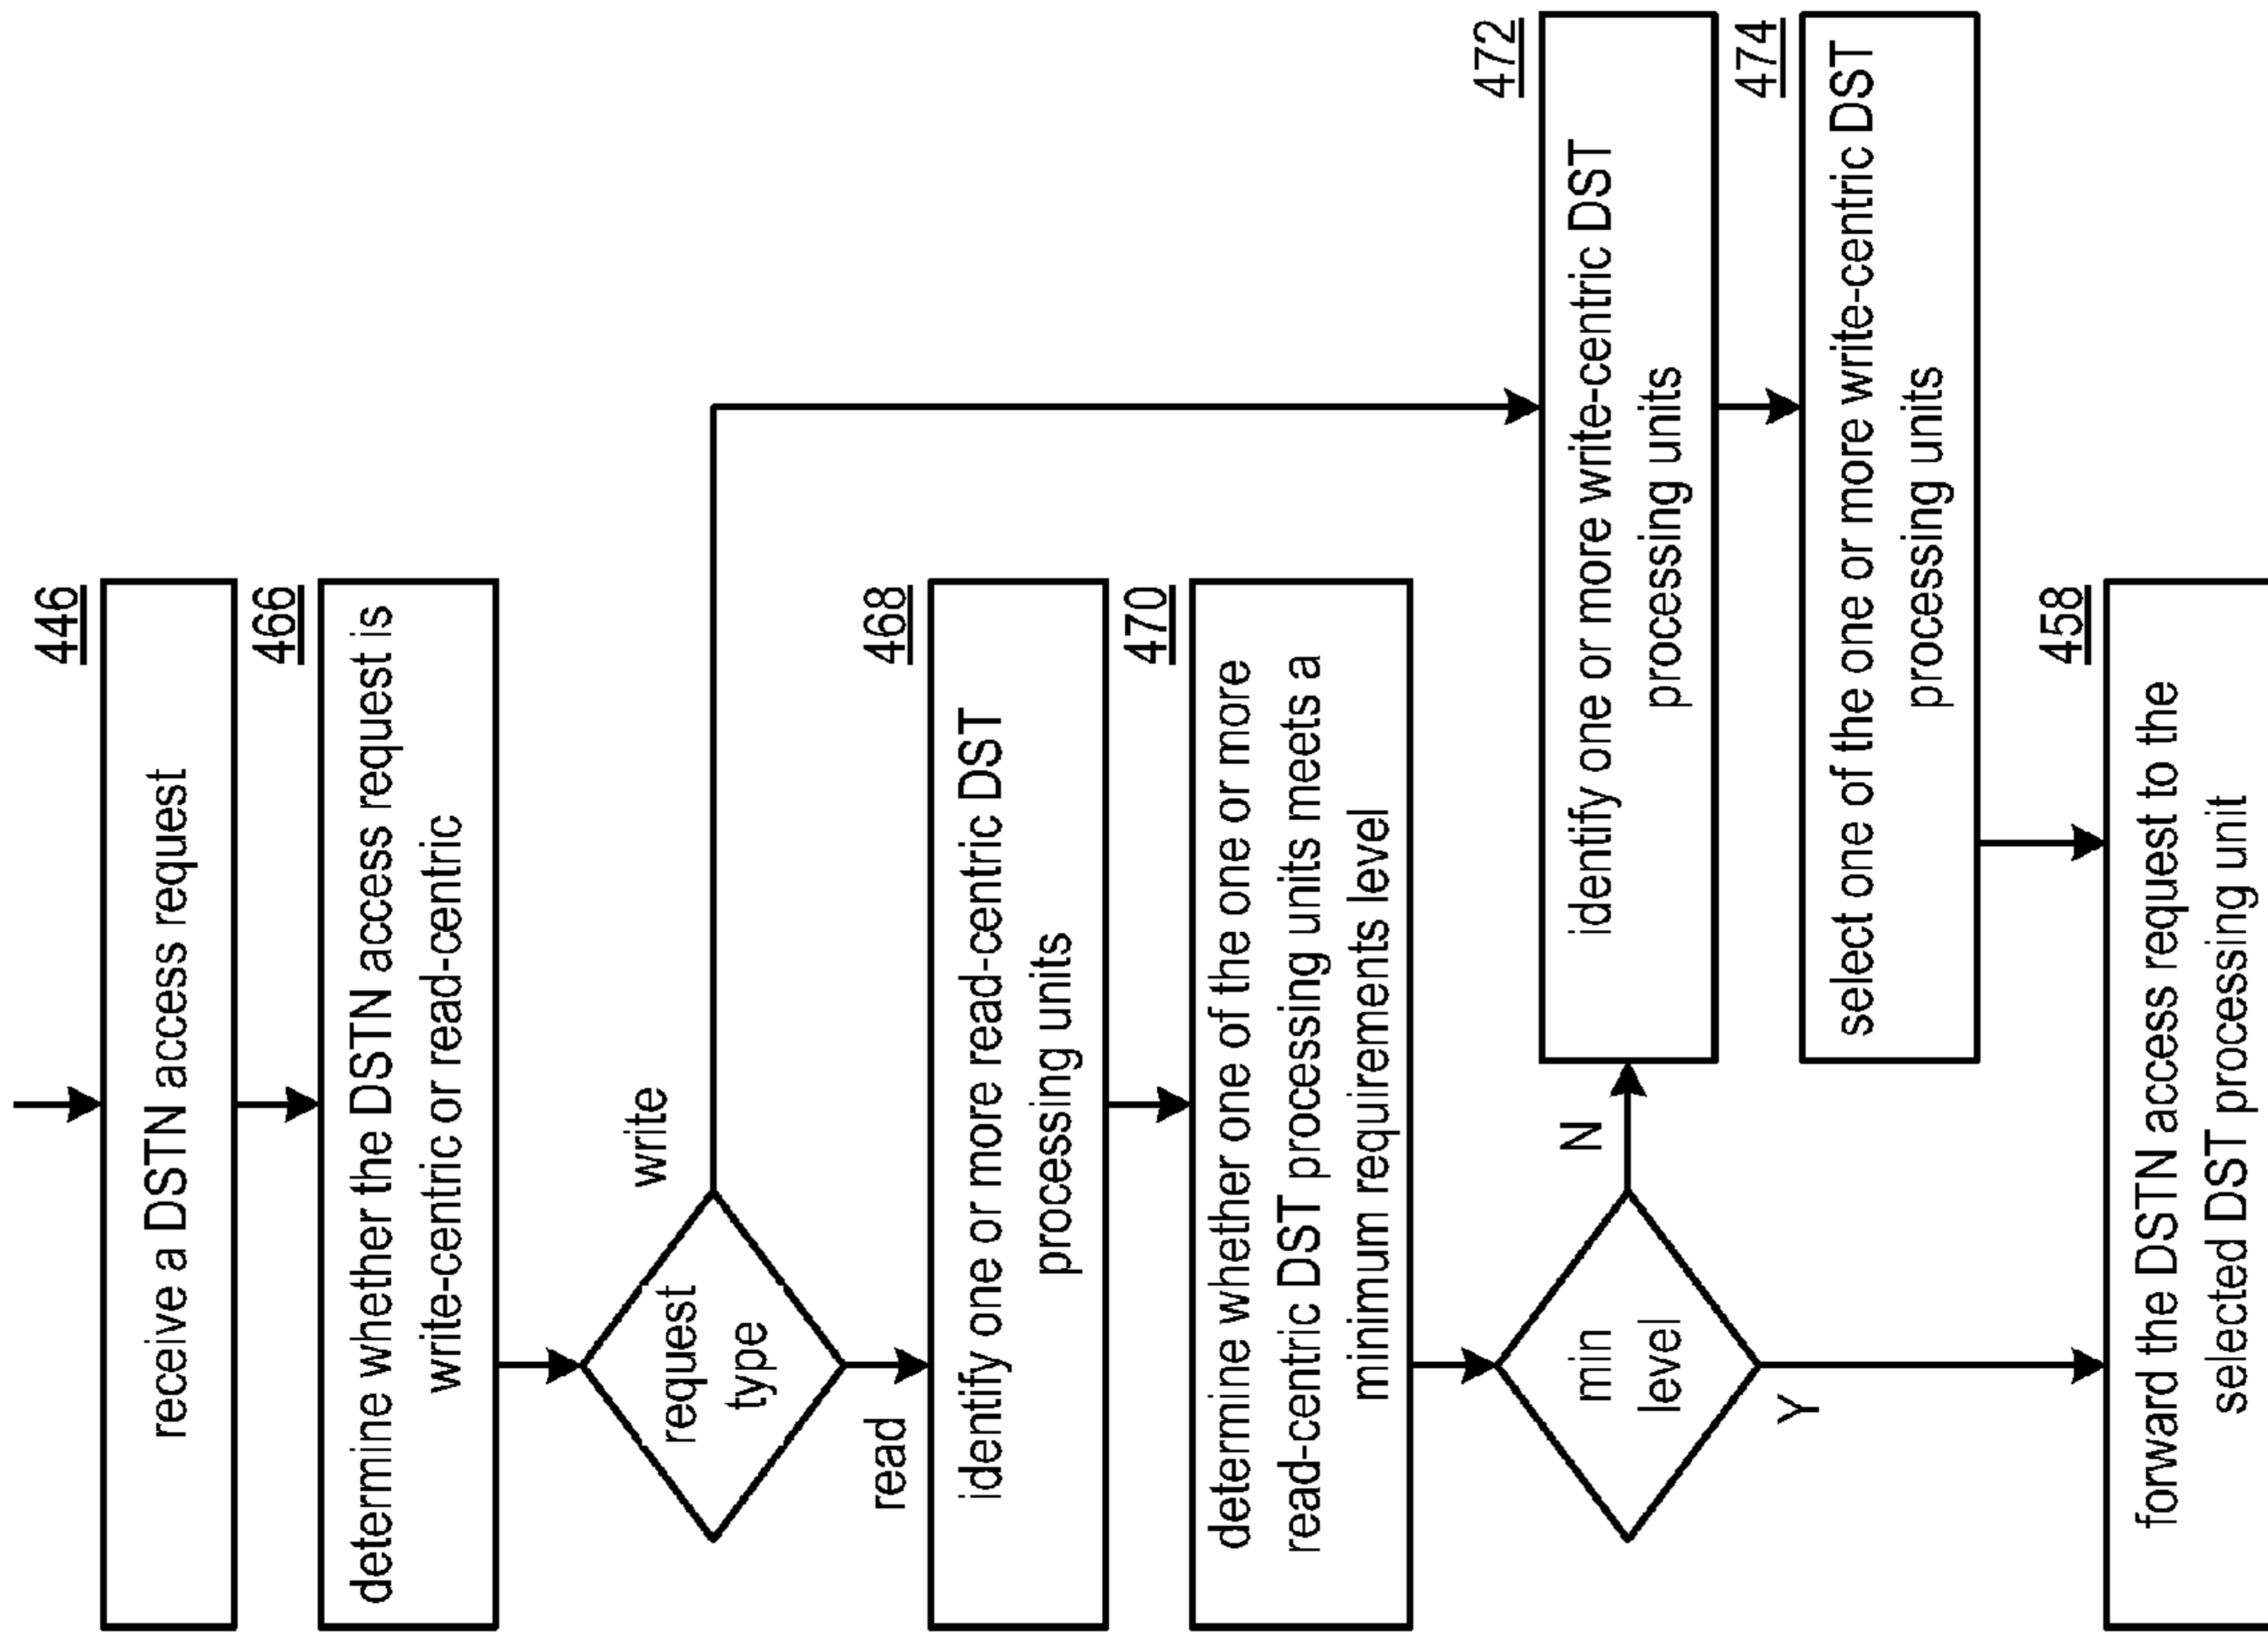 446
receive a DSTN access request
466
determine whether the DSTN access request is
write-centric or read-centric
request
type
write
read
468
identify one or more read-centric DST
processing units
470
determine whether one of the one or more
read-centric DST processing units meets a
minimum requirements level
min
level
N
Y
472
identify one or more write-centric DST
processing units
474
select one of the one or more write-centric DST
processing units
458
forward the DSTN access request to the
selected DST processing unit